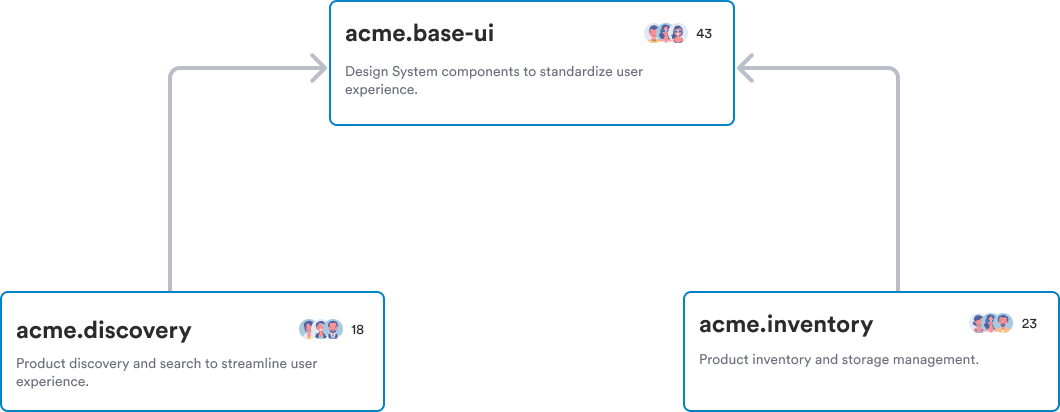 acme.base-ui
43
Design System components to standardize user
experience.
acme.discovery
18
Product discovery and search to streamline user
experience.
acme.inventory
23
Product inventory and storage management.